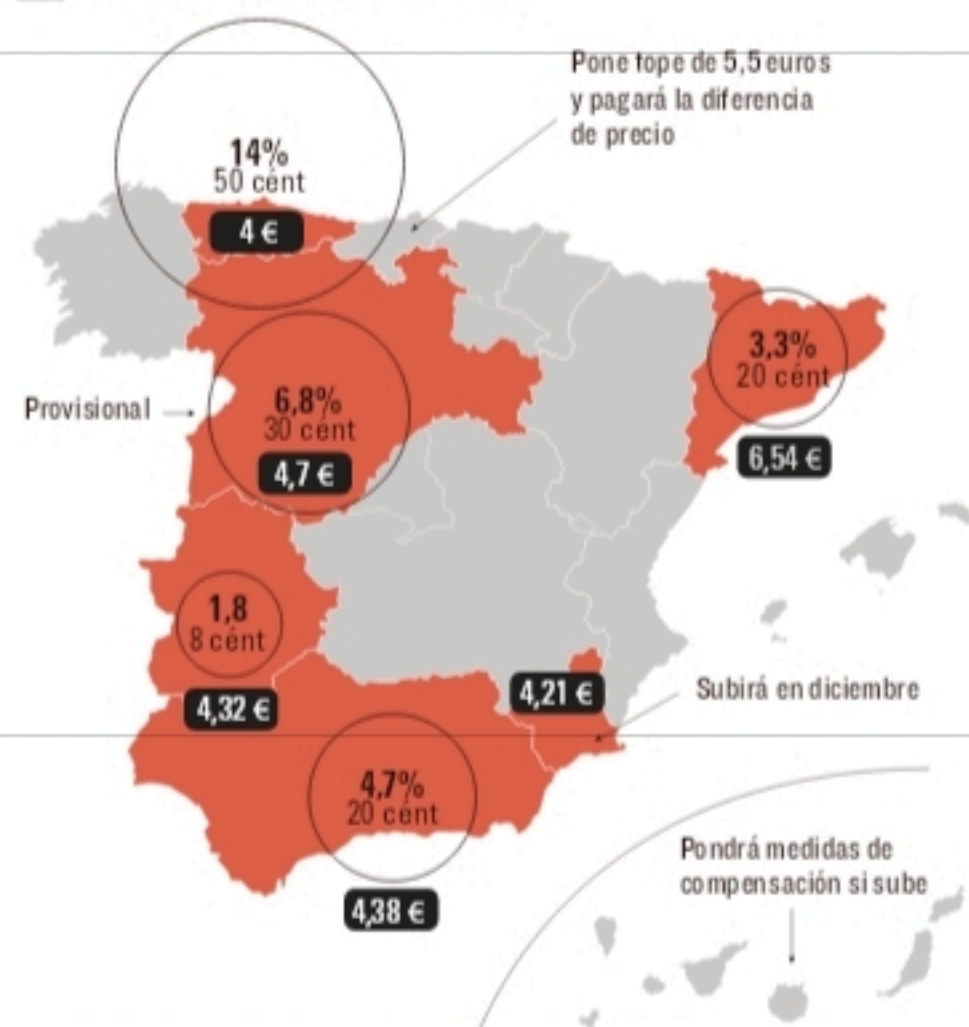 Pone tope de 5,5 euros
y pagará la diferencia
de precio
14%
50 cént
4 €
3,3%
20 cént
6,54 €
Provisional
6,8%
30 cént
4,7 €
1,8
8 cént
4,32 €
4,21 €
Subirá en diciembre
4,7%
20 cént
4,38 €
Pondrá medidas de
compensación si sube